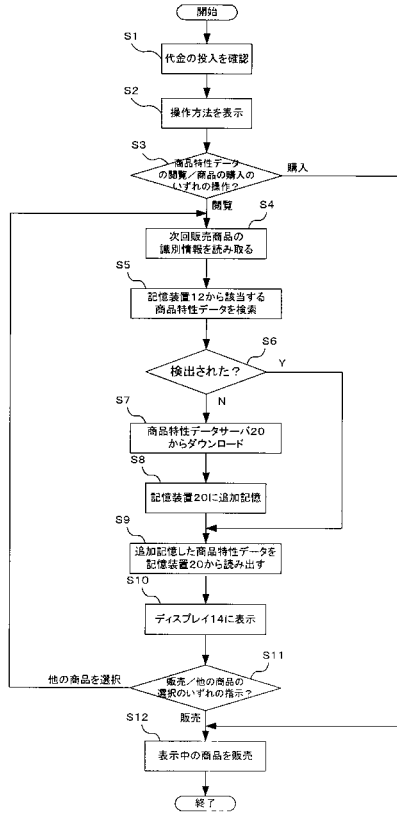 開始
S1
代金の投入を確認
S2
操作方法を表示
S3
商品特性データ
の閲覧／商品の購入の
いずれの操作？
購入
閲覧
S4
次回販売商品の
識別情報を読み取る
S5
記憶装置12から該当する
商品特性データを検索
S6
検出された？
Y
N
S7
商品特性データサーバ20
からダウンロード
S8
記憶装置20に追加記憶
S9
追加記憶した商品特性データを
記憶装置20から読み出す
S10
ディスプレイ14に表示
S11
販売／他の商品の
選択のいずれの指示？
他の商品を選択
販売
S12
表示中の商品を販売
終了